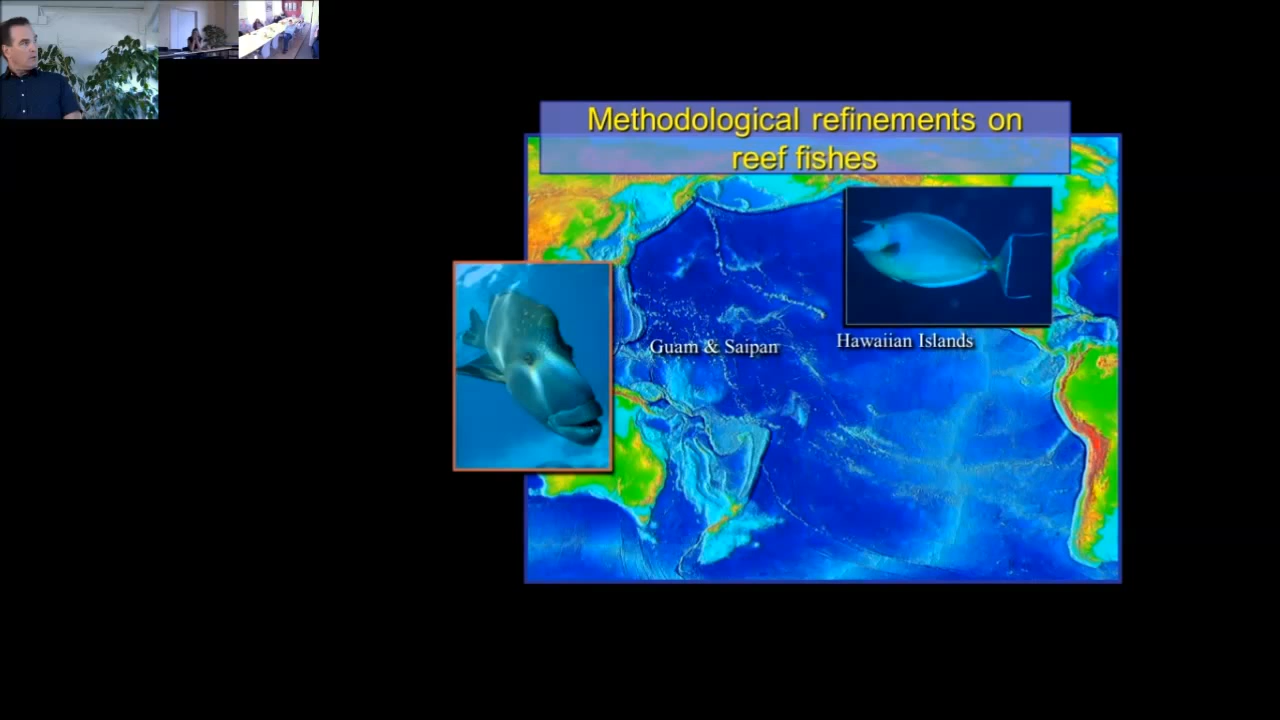 Methodological refinements on
reef fishes
Guam & Saipan
Hawaiian Islands